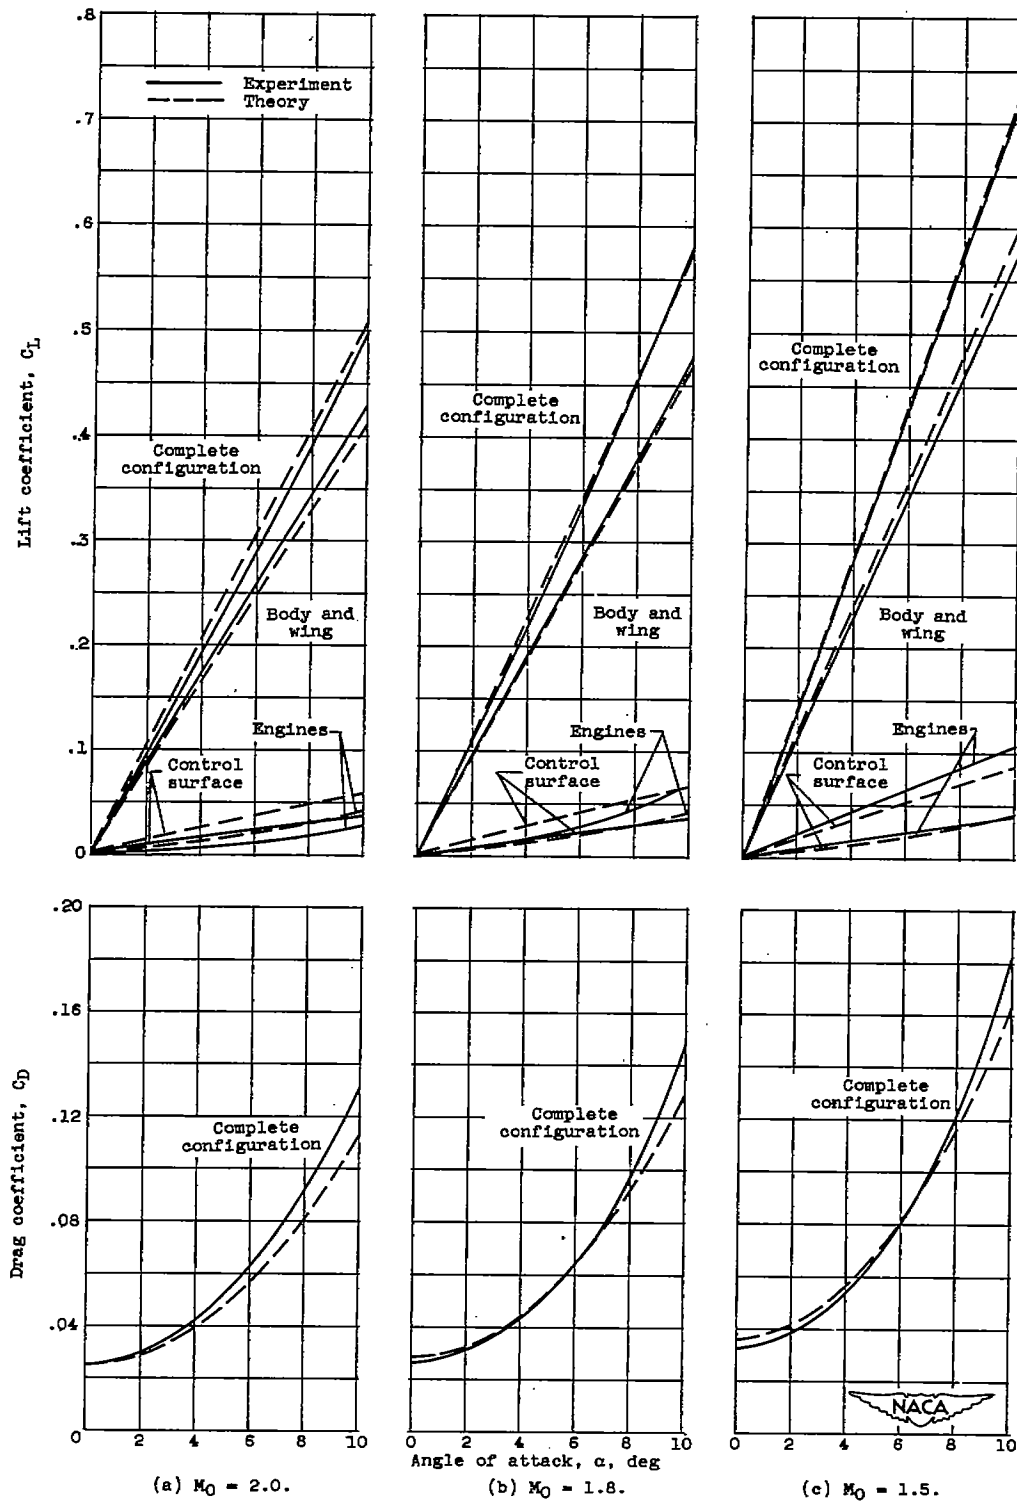 .8
.7
.6
.5
.4
.3
.2
.1
0
Lift coefficient, C_L
Experiment
Theory
Complete
configuration
Body and
wing
Engines
Control
surface
Complete
configuration
Body and
wing
Engines
Control
surface
Complete
configuration
Body and
wing
Engines
Control
surface
.20
.16
.12
.08
.04
0
Drag coefficient, C_D
Complete
configuration
Complete
configuration
Complete
configuration
NACA
2 4 6 8 10
0 2 4 6 8 10
0 2 4 6 8 10
Angle of attack, α, deg
(a) M_0 = 2.0.
(b) M_0 = 1.8.
(c) M_0 = 1.5.